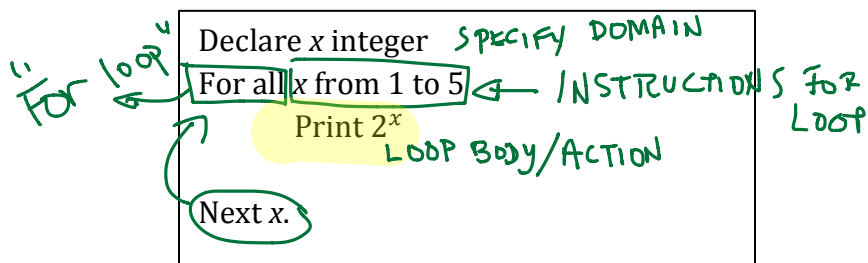 Declare x integer SPECIFY DOMAIN
"For loop" For all x from 1 to 5 INSTRUCTIONS FOR LOOP
Print 2^x
LOOP BODY/ACTION
Next x.